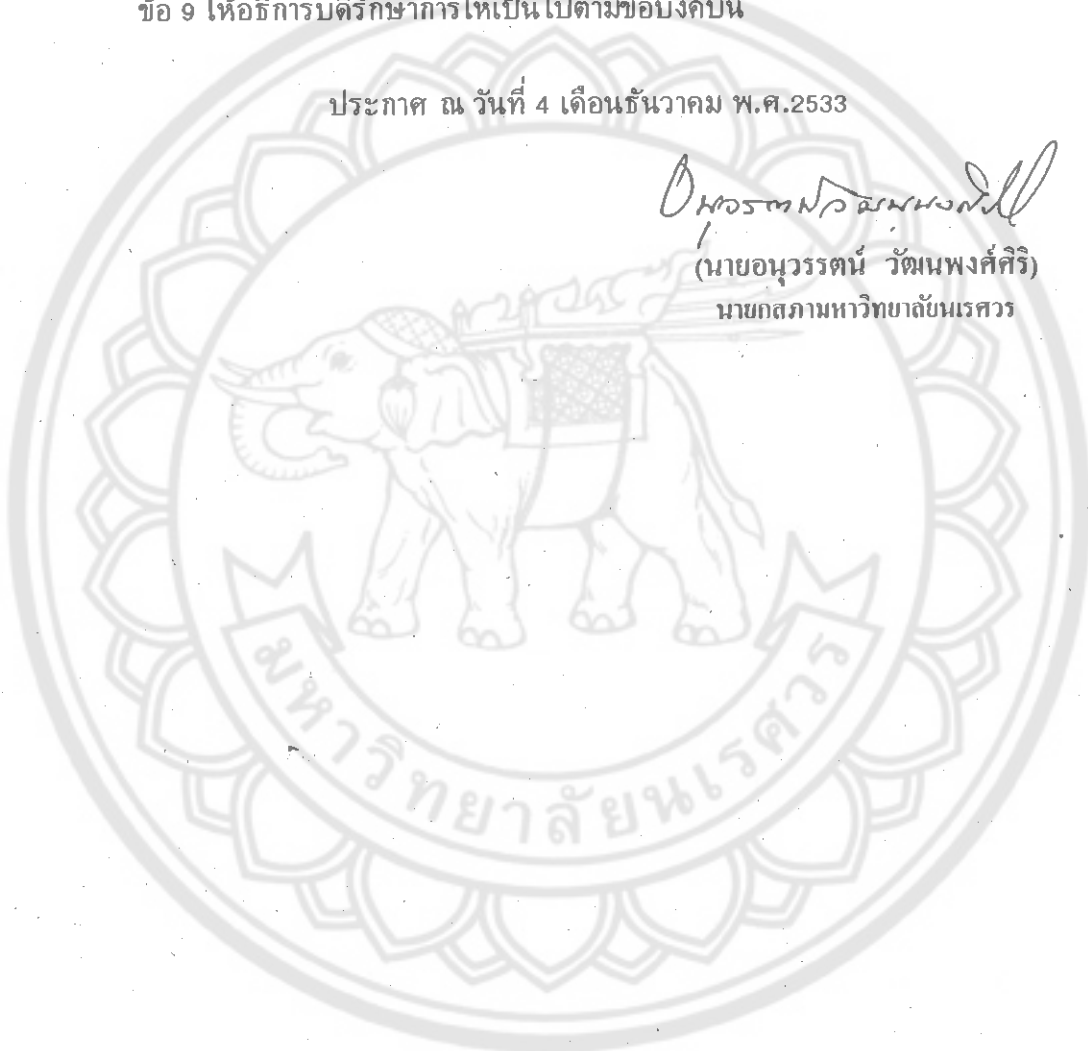 ข้อ 9 ให้อธิการบดีรักษาการให้เป็นไปตามข้อบังคับนี้
ประกาศ ณ วันที่ 4 เดือนธันวาคม พ.ศ.2533
(นายอนุวรรตน์ วัฒนพงศ์ศิริ)
นายกสภามหาวิทยาลัยนเรศวร
มหาวิทยาลัยนเรศวร